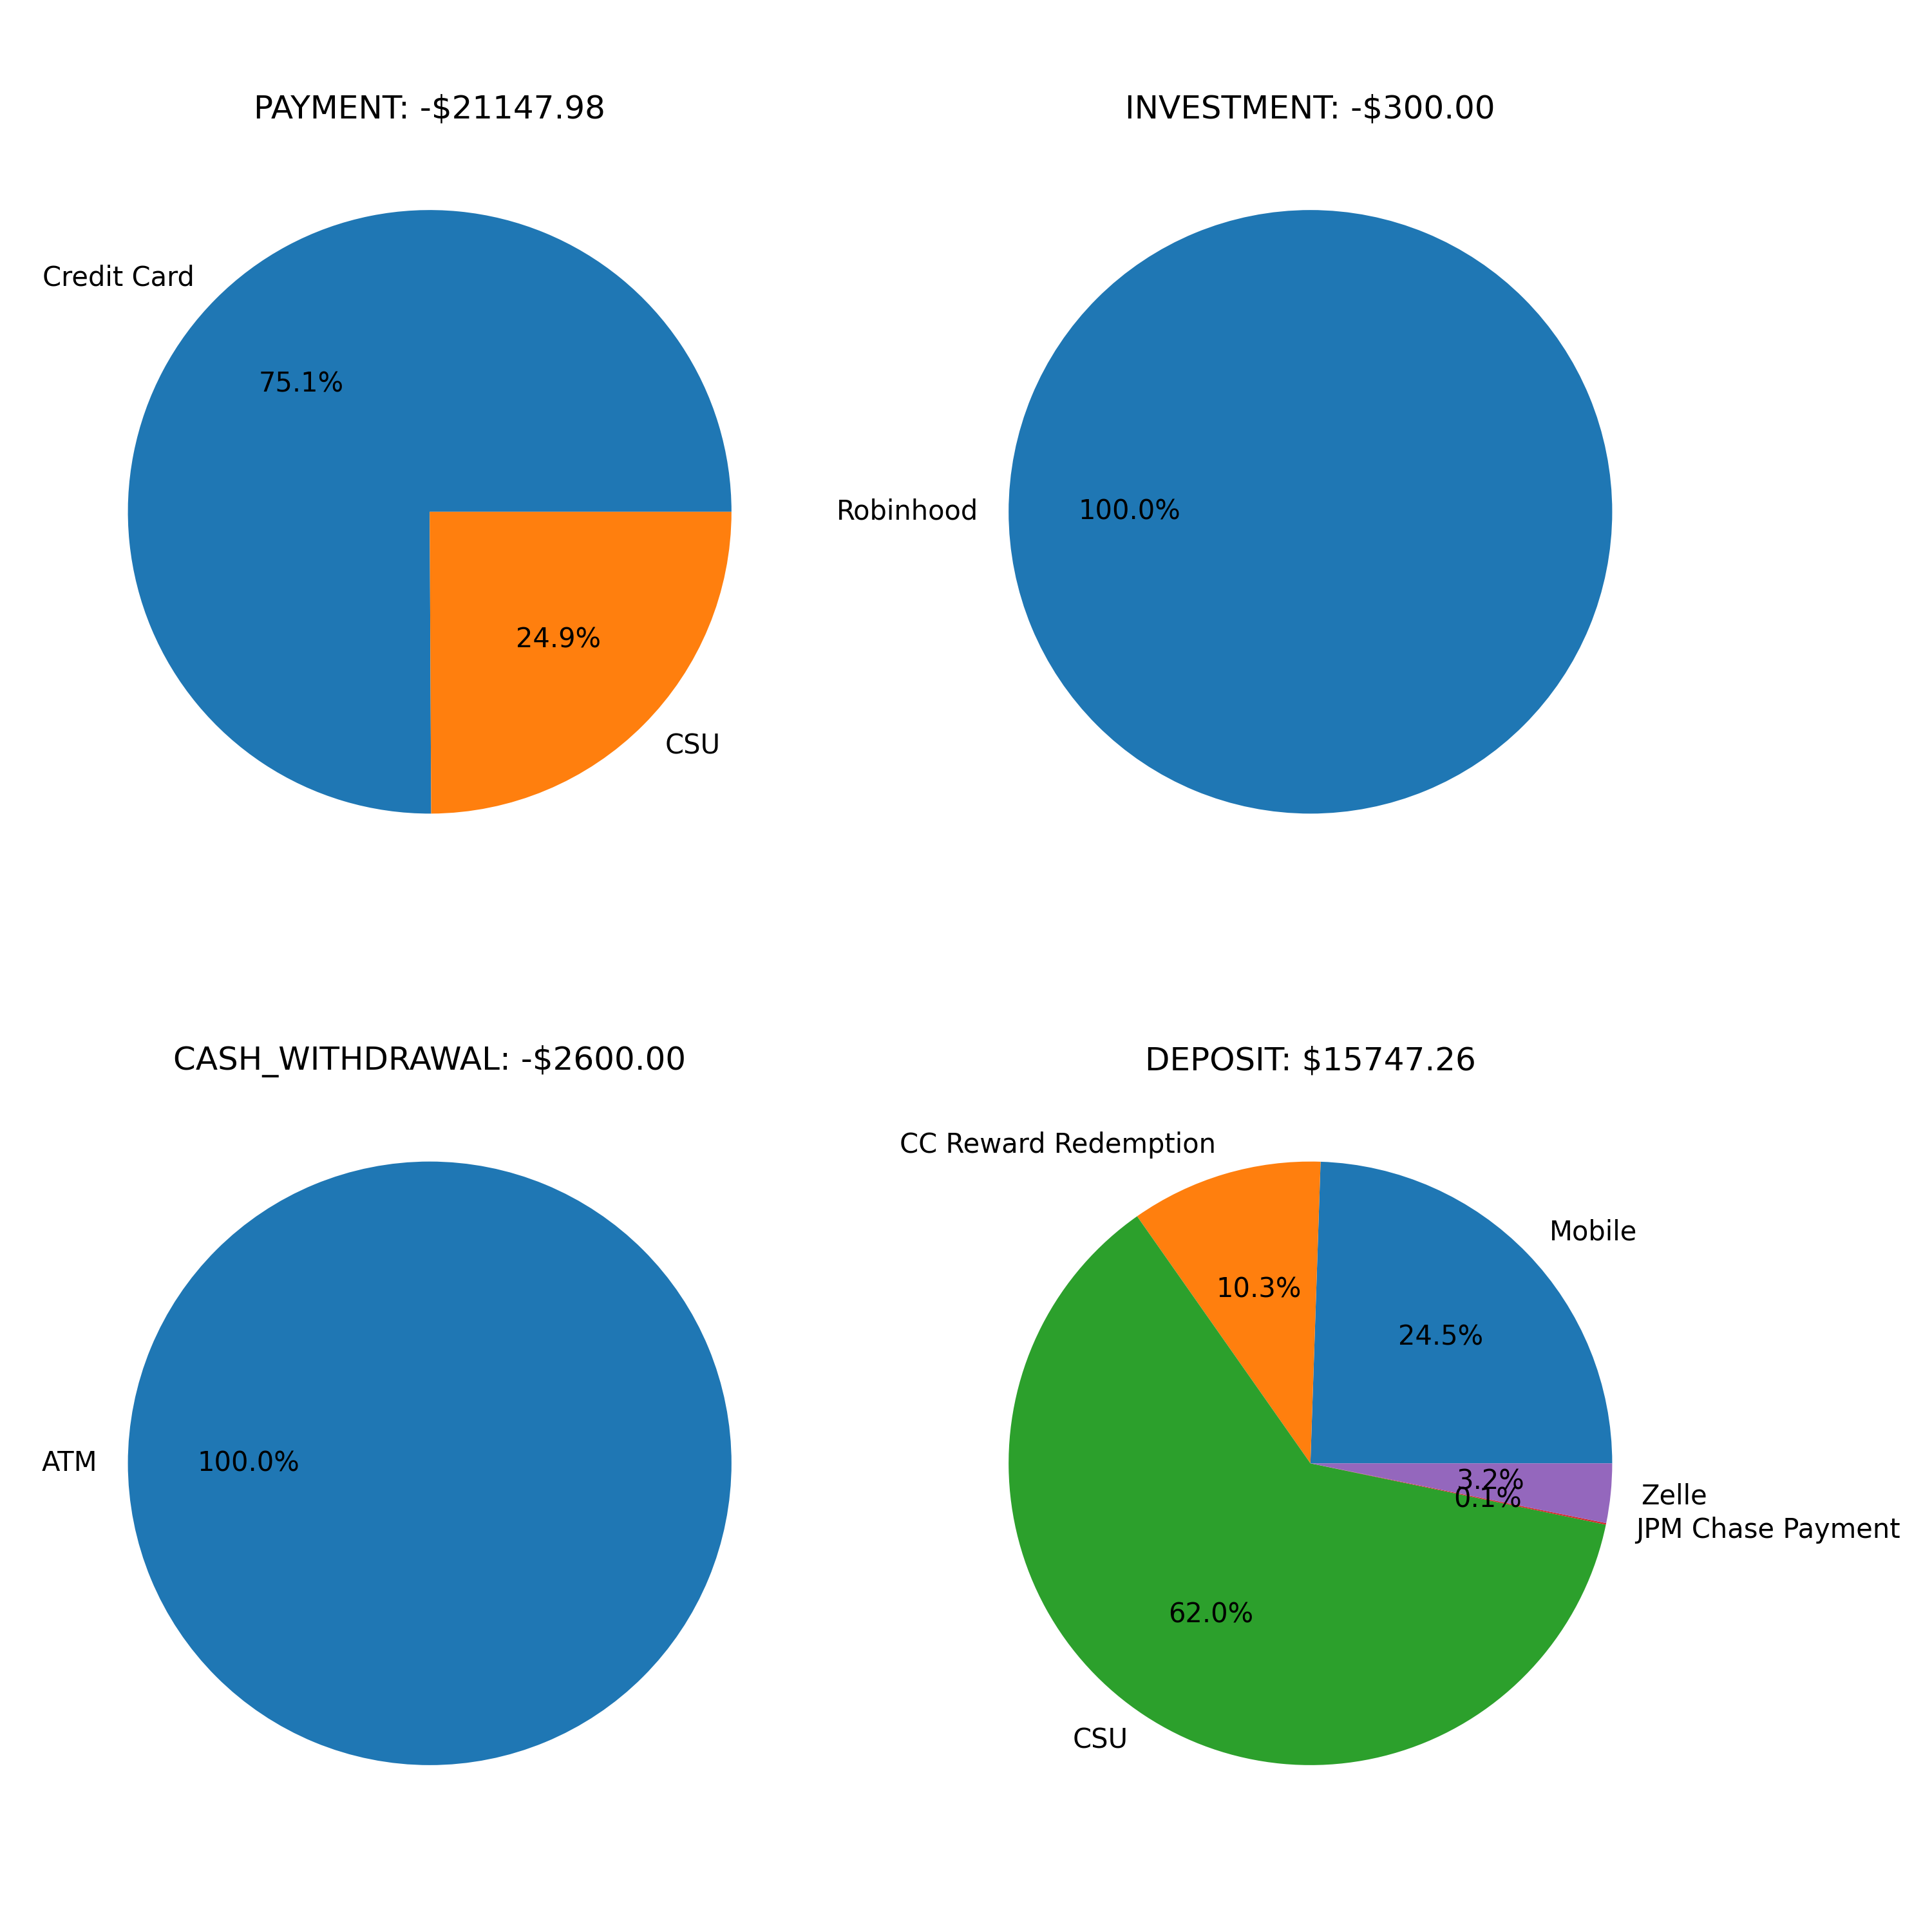 PAYMENT: -$21147.98
Credit Card
75.1%
24.9%
CSU
INVESTMENT: -$300.00
Robinhood
100.0%
CASH_WITHDRAWAL: -$2600.00
ATM
100.0%
DEPOSIT: $15747.26
CC Reward Redemption
Mobile
10.3%
24.5%
3.2%
Zelle
0.1%
JPM Chase Payment
62.0%
CSU